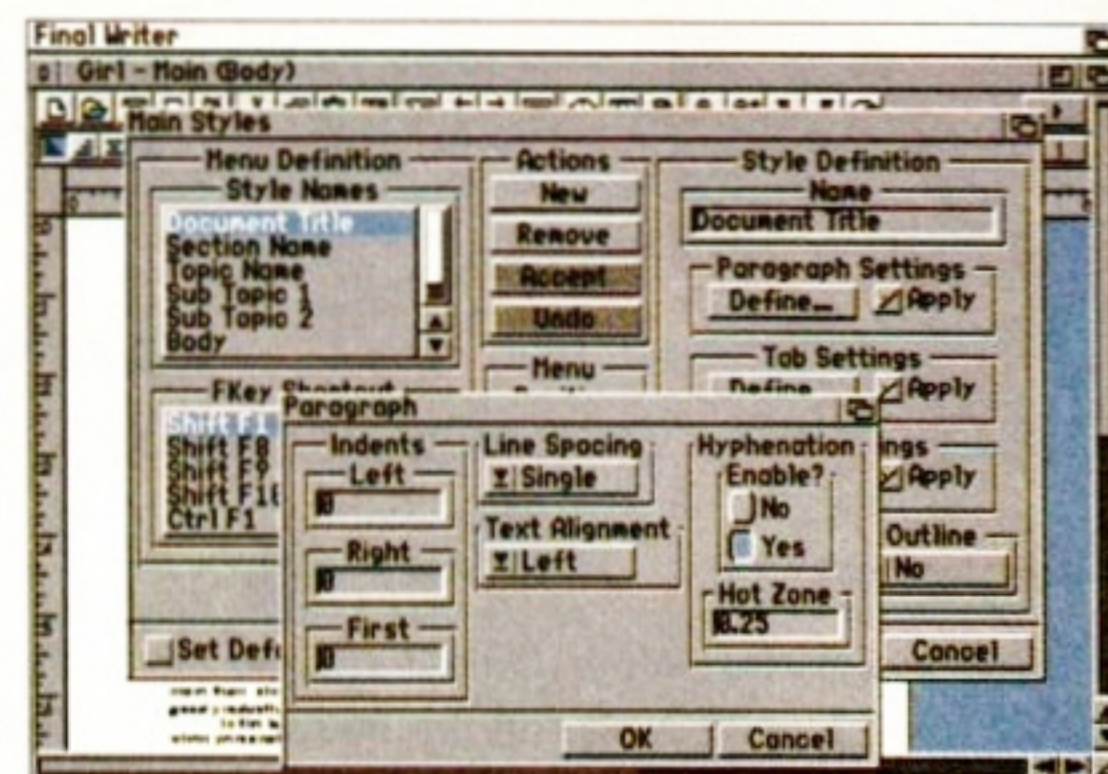 Final Writer
Girl - Main (Body)
Main Styles
Menu Definition
Style Names
Document Title
Section Name
Topic Name
Sub Topic 1
Sub Topic 2
Body
FKey Shortcut
Shift F1
Shift F8
Shift F9
Ctrl F1
Set
Actions
New
Remove
Accept
Undo
Menu
Style Definition
Name
Document Title
Paragraph Settings
Define... Apply
Tab Settings
Define Apply
Apply
Outline
No
Cancel
Paragraph
Indents
Left
0
Right
0
First
0
Line Spacing
Single
Text Alignment
Left
Hyphenation
Enable?
No
Yes
Hot Zone
0.25
OK Cancel